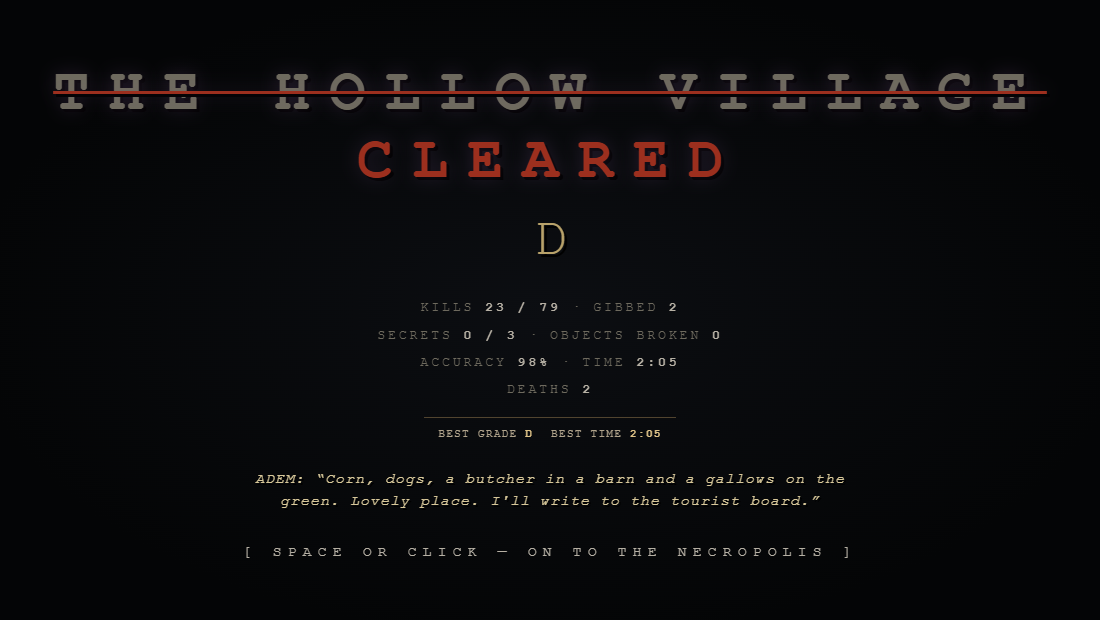 THE HOLLOW VILLAGE
CLEARED
D
KILLS 23 / 79 · GIBBED 2
SECRETS 0 / 3 · OBJECTS BROKEN 0
ACCURACY 98% · TIME 2:05
DEATHS 2
BEST GRADE D BEST TIME 2:05
ADEM: “Corn, dogs, a butcher in a barn and a gallows on the
green. Lovely place. I'll write to the tourist board.”
[ SPACE OR CLICK — ON TO THE NECROPOLIS ]